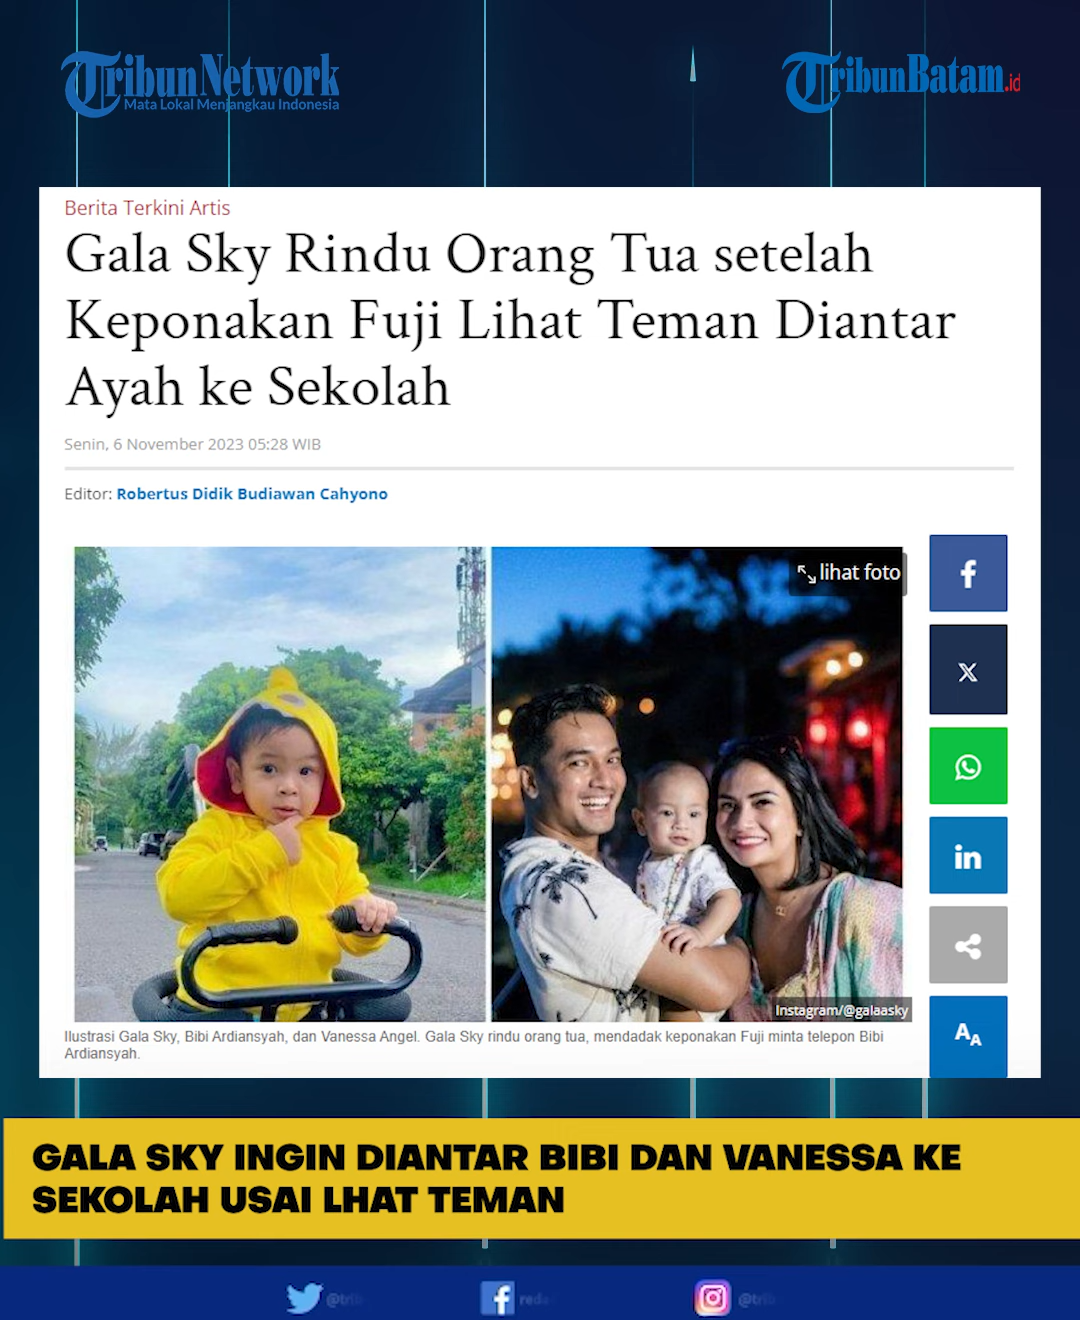 TribunNetwork
Mata Lokal Menjangkau Indonesia
TribunBatam.id
Berita Terkini Artis
Gala Sky Rindu Orang Tua setelah
Keponakan Fuji Lihat Teman Diantar
Ayah ke Sekolah
Senin, 6 November 2023 05:28 WIB
Editor: Robertus Didik Budiawan Cahyono
lihat foto
Instagram/@galaasky
Ilustrasi Gala Sky, Bibi Ardiansyah, dan Vanessa Angel. Gala Sky rindu orang tua, mendadak keponakan Fuji minta telepon Bibi
Ardiansyah.
AA
GALA SKY INGIN DIANTAR BIBI DAN VANESSA KE
SEKOLAH USAI LHAT TEMAN